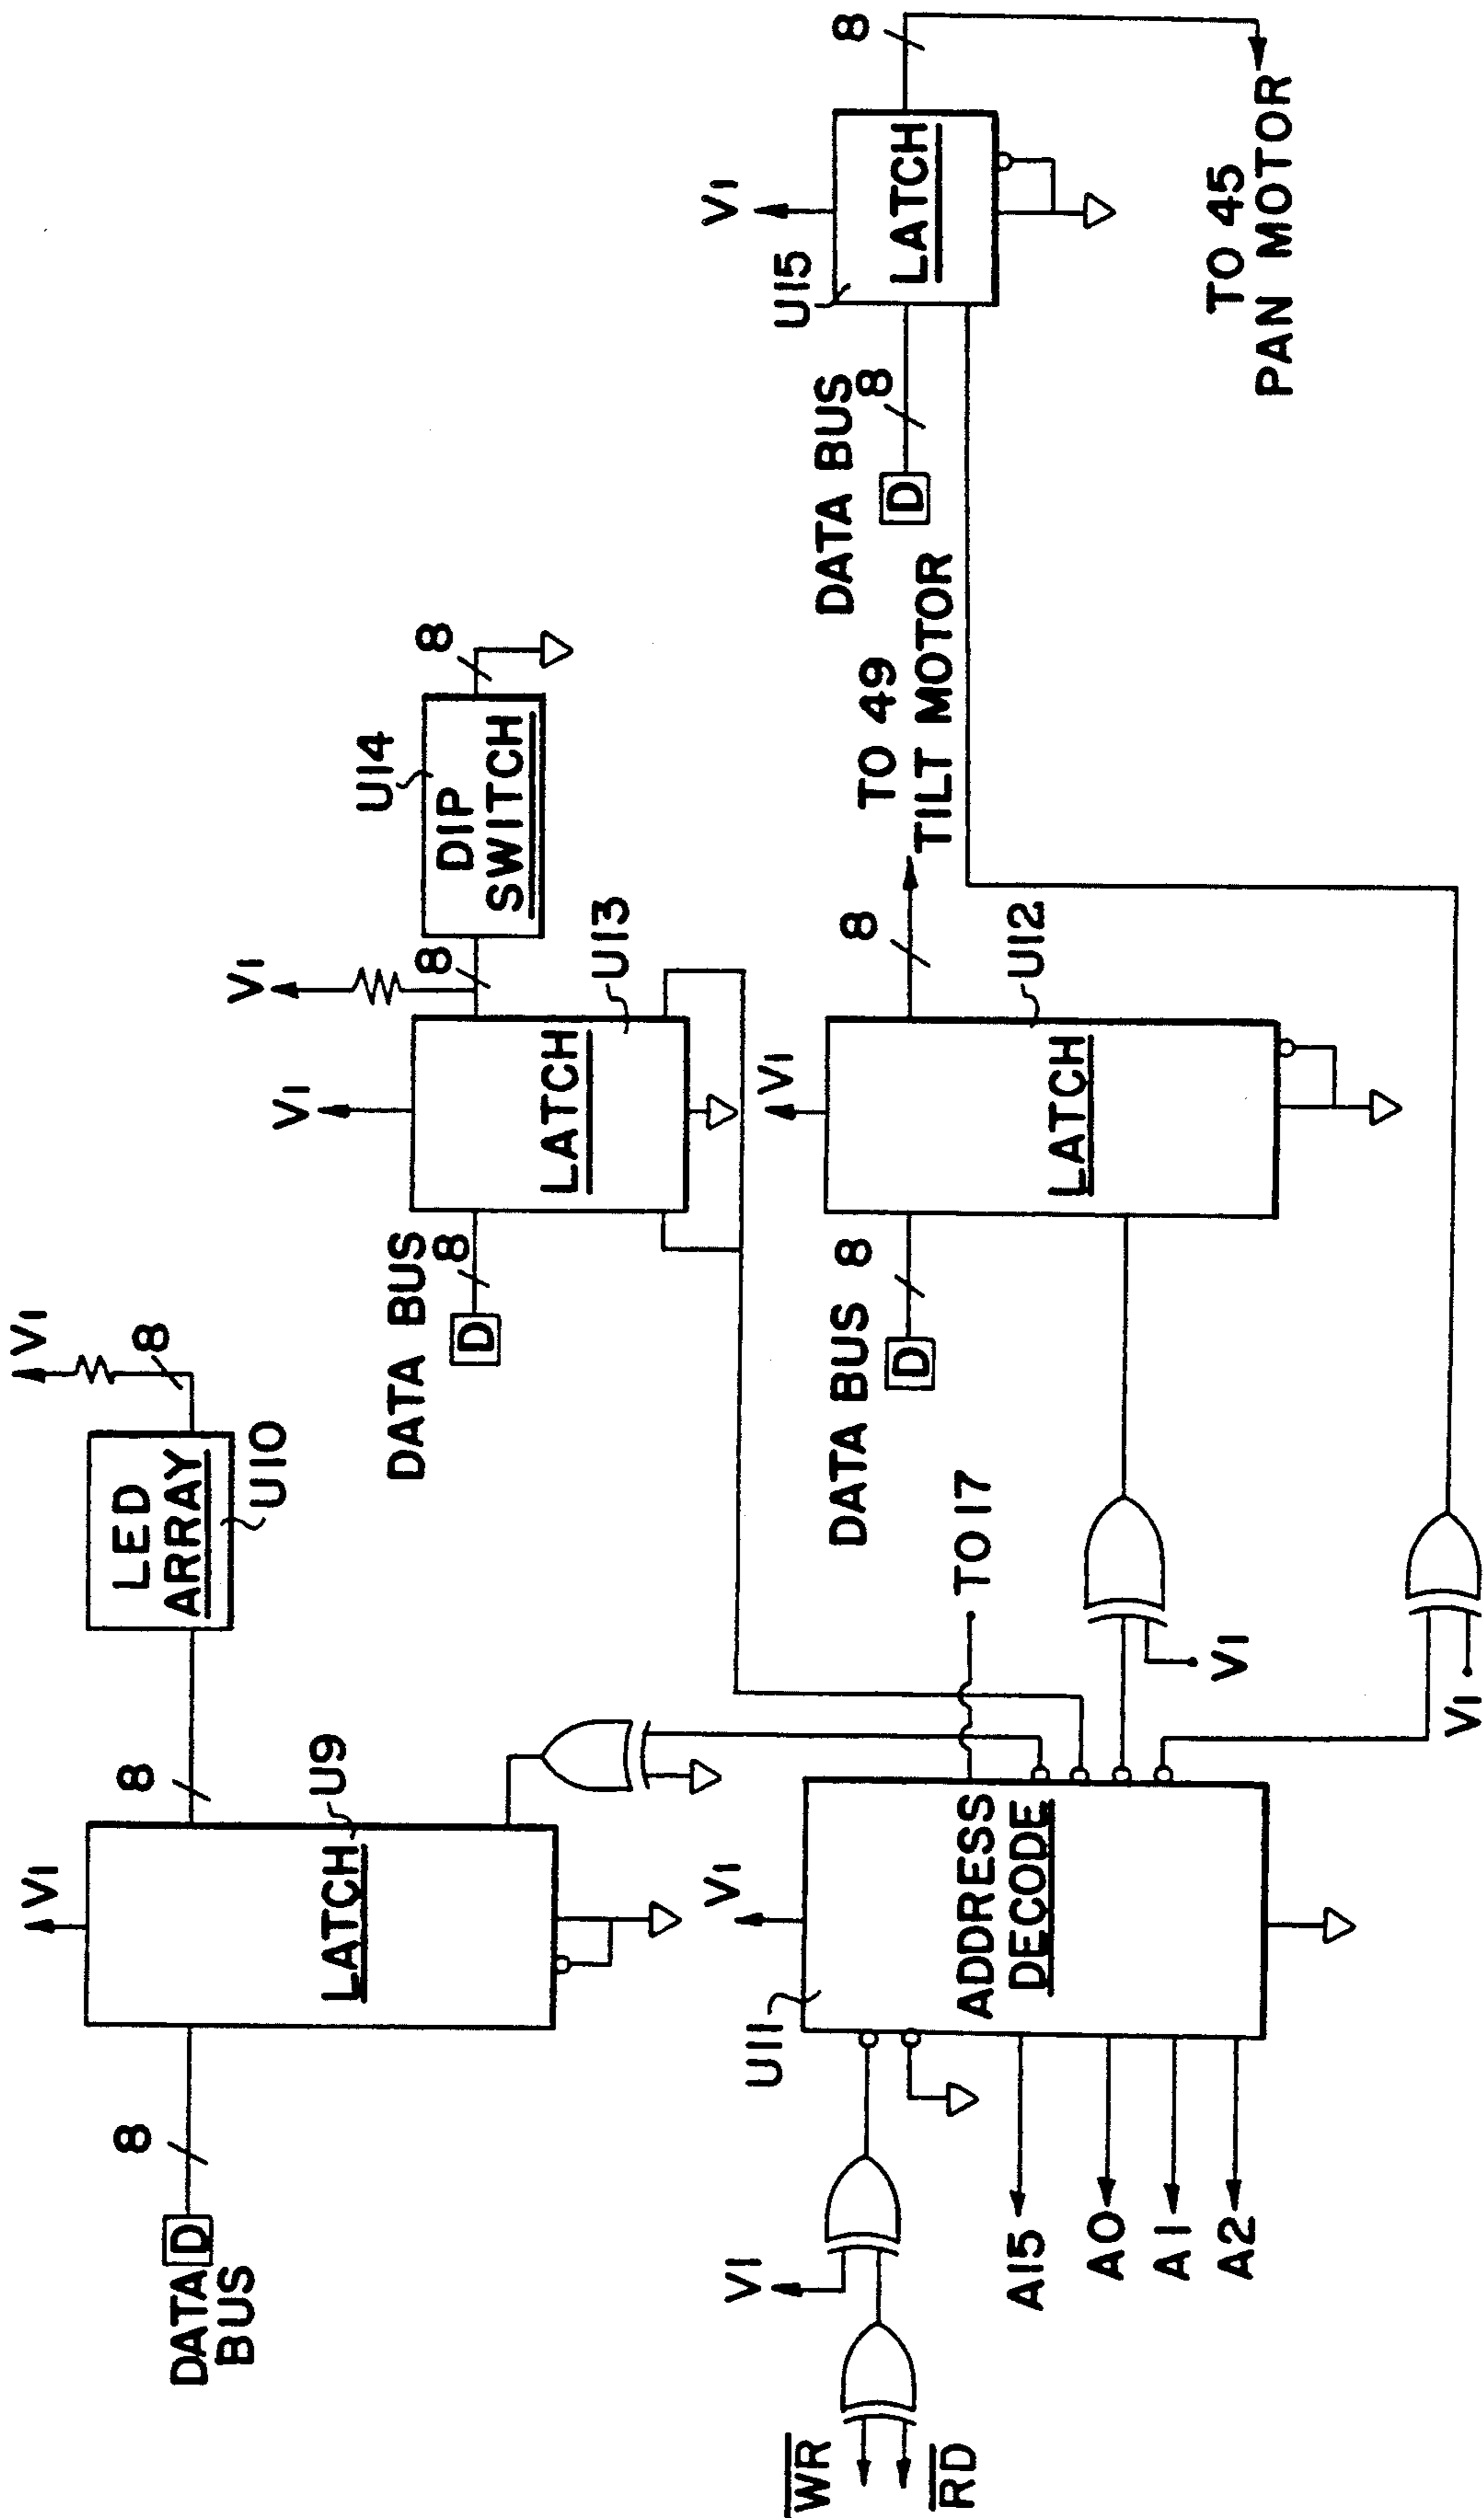 DATA
BUS
D
8
V1
LATCH
U9
8
LED
ARRAY
U10
8
V1
DATA BUS
D
8
V1
LATCH
U13
V1
8
DIP
SWITCH
U14
8
WR
RD
V1
U11
A15
A0
A1
A2
V1
ADDRESS
DECODE
TO 17
V1
V1
DATA BUS
D
8
V1
LATCH
U12
8
TO 49
TILT MOTOR
DATA BUS
D
8
U15
V1
LATCH
8
TO 45
PAN MOTOR